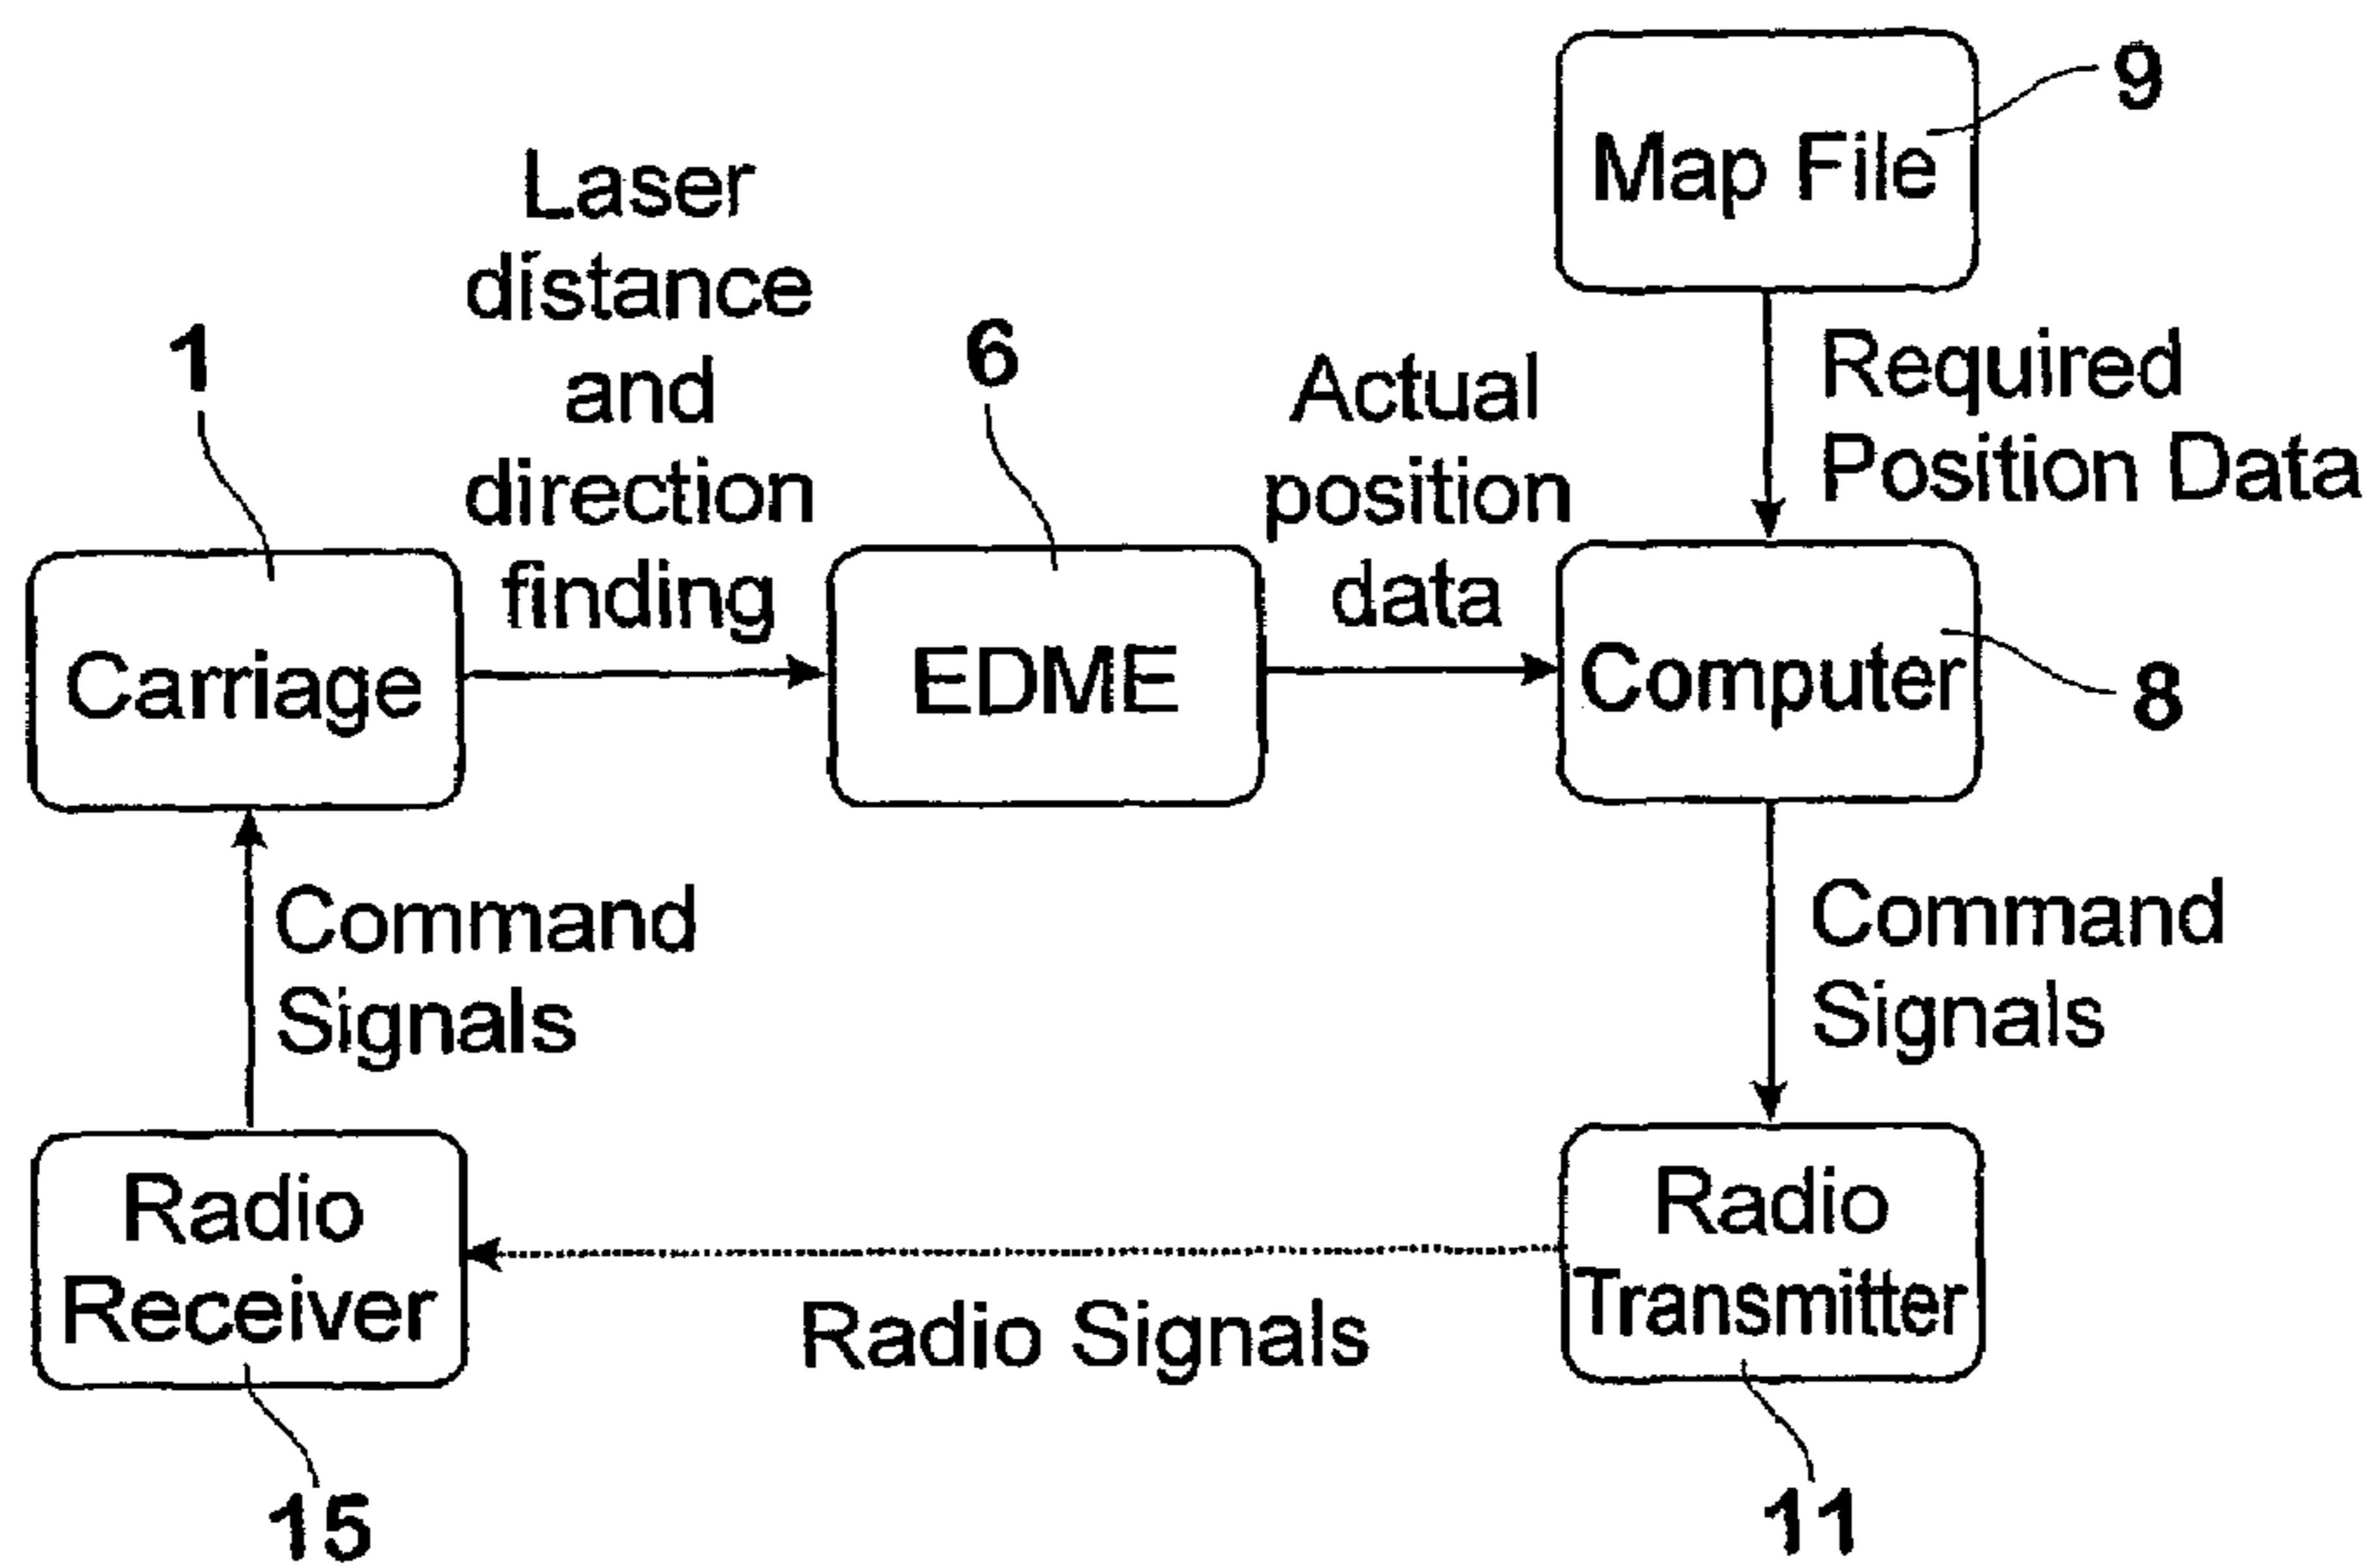 9
Map File
Laser
distance
and
direction
finding
1
6
Actual
position
data
Required
Position Data
Carriage
EDME
Computer
8
Command
Signals
Command
Signals
Radio
Receiver
Radio
Transmitter
Radio Signals
15
11